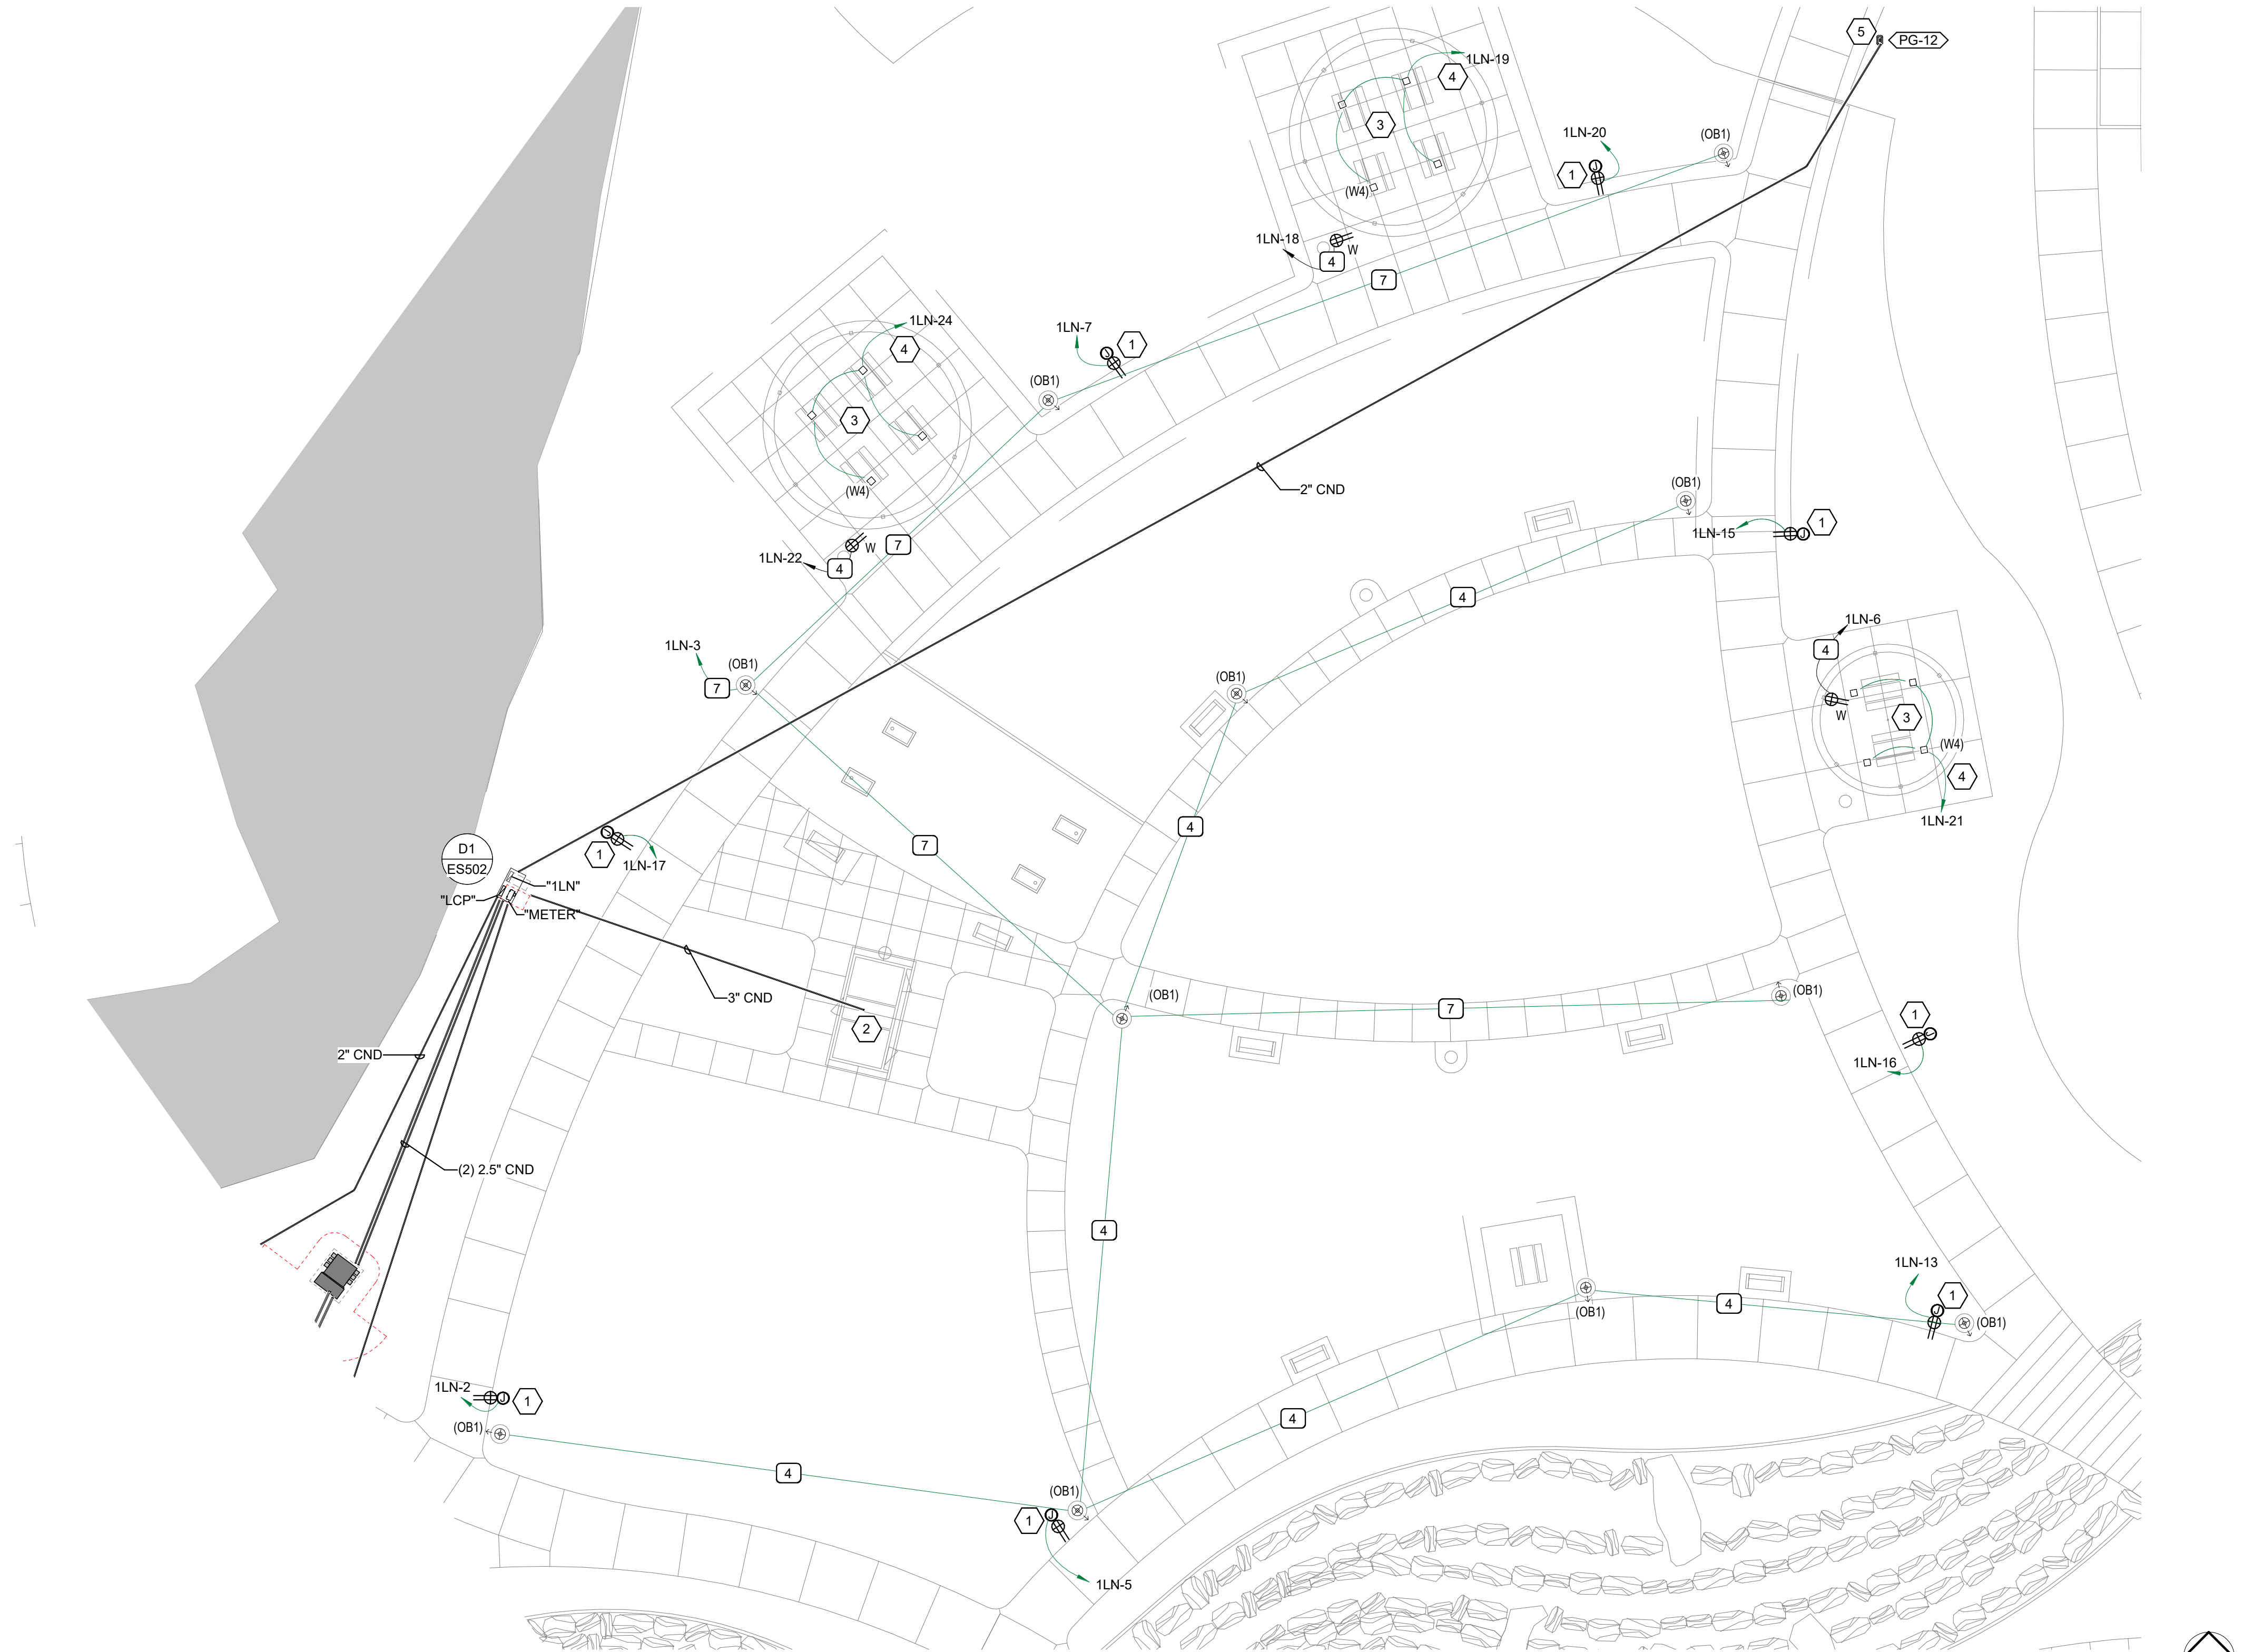 5
PG-12
1LN-19
4
3
1LN-20
(OB1)
1
(W4)
1LN-18
W
4
7
1LN-24
4
3
1LN-7
1
(OB1)
2" CND
(W4)
(OB1)
1LN-15
1
1LN-22
W
7
4
4
1LN-3
(OB1)
7
(OB1)
1LN-6
4
W
3
(W4)
4
1LN-21
D1
ES502
1
1LN-17
7
4
"1LN"
"LCP"
"METER"
3" CND
2
(OB1)
7
(OB1)
1
1LN-16
2" CND
(2) 2.5" CND
4
1LN-13
1
4
(OB1)
(OB1)
1LN-2
1
(OB1)
4
4
(OB1)
1
1LN-5
J
J
J
J
J
J
J
J